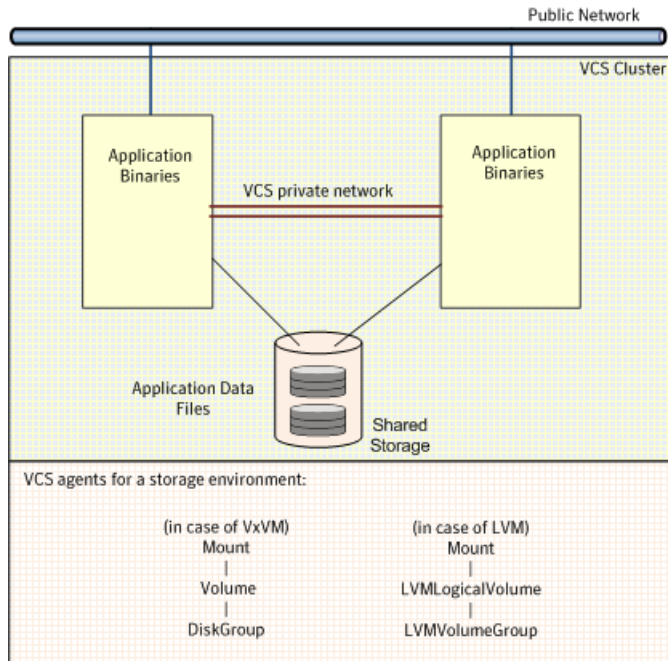 Public Network
VCS Cluster
Application
Binaries
Application
Binaries
VCS private network
Application Data
Files
Shared
Storage
VCS agents for a storage environment:
(in case of VxVM)
Mount
|
Volume
|
DiskGroup
(in case of LVM)
Mount
|
LVMLogicalVolume
|
LVMVolumeGroup